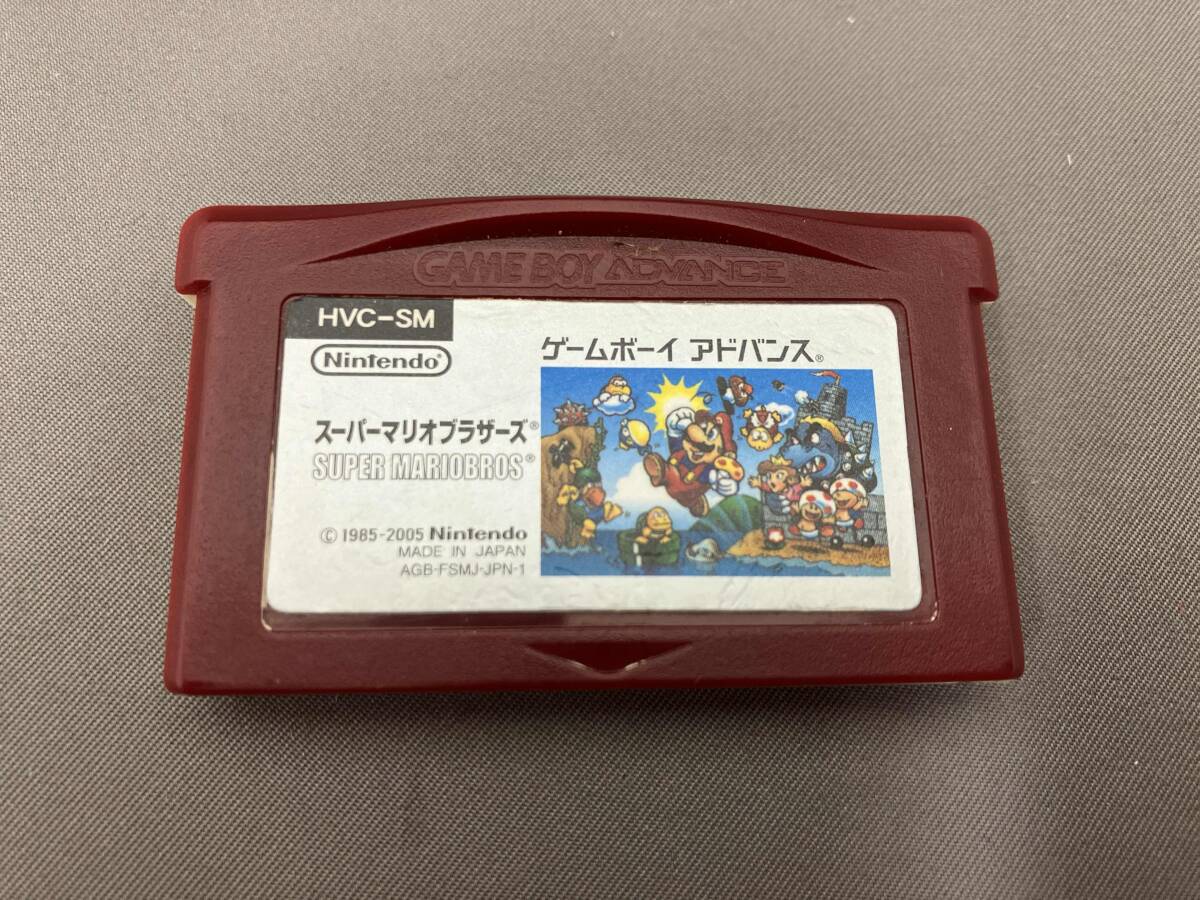 GAME BOY ADVANCE
HVC-SM
Nintendo®
ゲームボーイ アドバンス®
スーパーマリオブラザーズ®
SUPER MARIOBROS®
© 1985-2005 Nintendo
MADE IN JAPAN
AGB-FSMJ-JPN-1